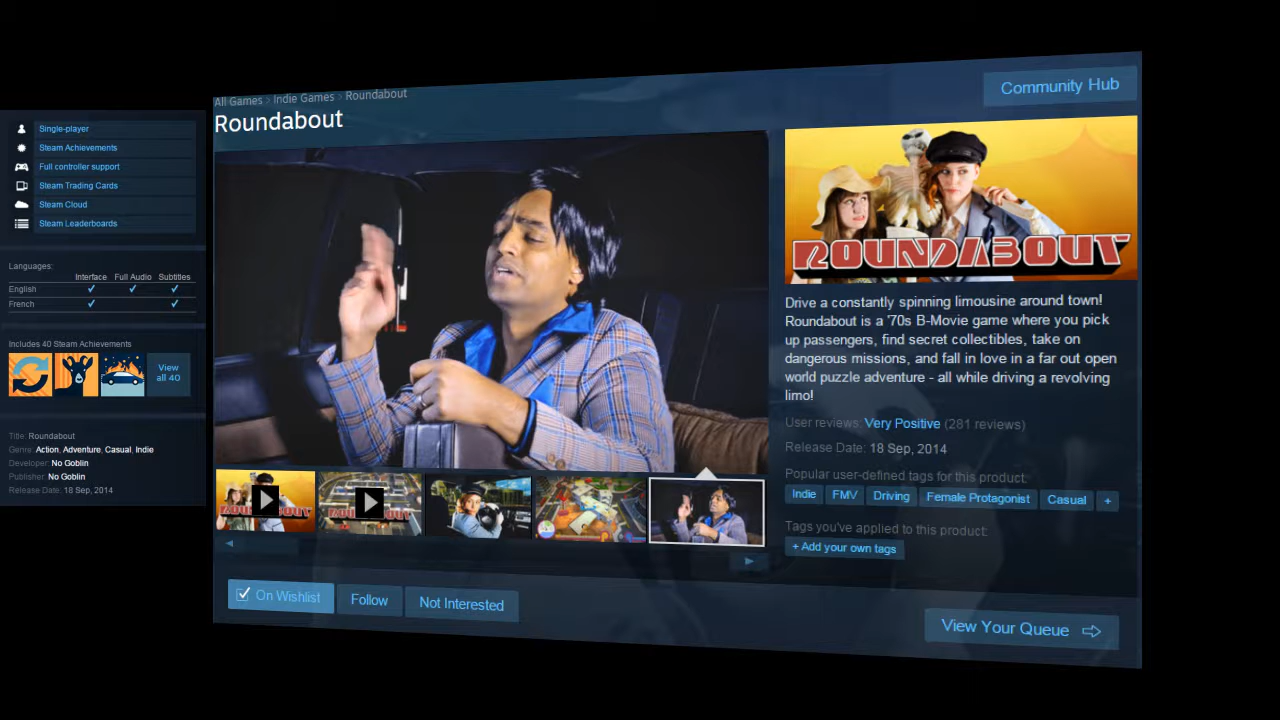 Single-player
Steam Achievements
Full controller support
Steam Trading Cards
Steam Cloud
Steam Leaderboards
Languages:
Interface Full Audio Subtitles
English ✓ ✓ ✓
French ✓ ✓
Includes 40 Steam Achievements
View
all 40
Title: Roundabout
Genre: Action, Adventure, Casual, Indie
Developer: No Goblin
Publisher: No Goblin
Release Date: 18 Sep, 2014
All Games > Indie Games > Roundabout
Roundabout
Community Hub
ROUNDABOUT
Drive a constantly spinning limousine around town!
Roundabout is a '70s B-Movie game where you pick
up passengers, find secret collectibles, take on
dangerous missions, and fall in love in a far out open
world puzzle adventure - all while driving a revolving
limo!
User reviews: Very Positive (281 reviews)
Release Date: 18 Sep, 2014
Popular user-defined tags for this product:
Indie FMV Driving Female Protagonist Casual +
Tags you've applied to this product:
+ Add your own tags
ROUNDABOUT
ROUNDABOUT
On Wishlist Follow Not Interested
View Your Queue